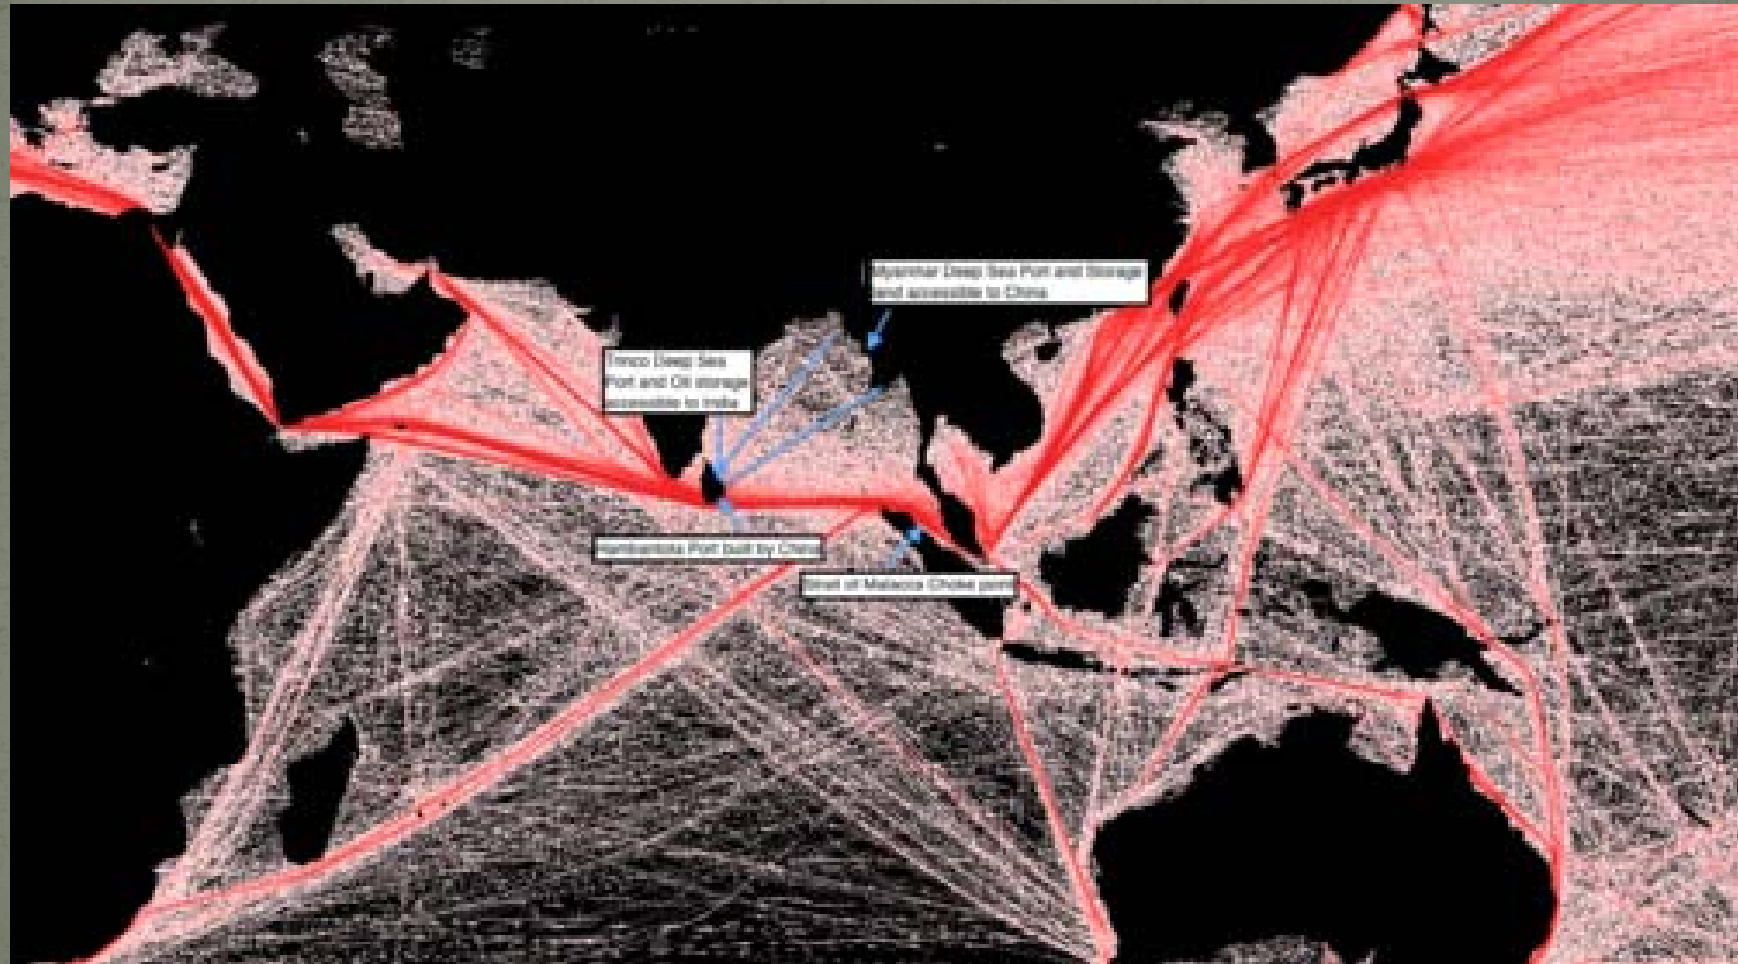 Myanmar Deep Sea Port and Storage
and accessible to China
Trinco Deep Sea
Port and Oil storage
accessible to India
Hambantota Port built by China
Strait of Malacca Choke point